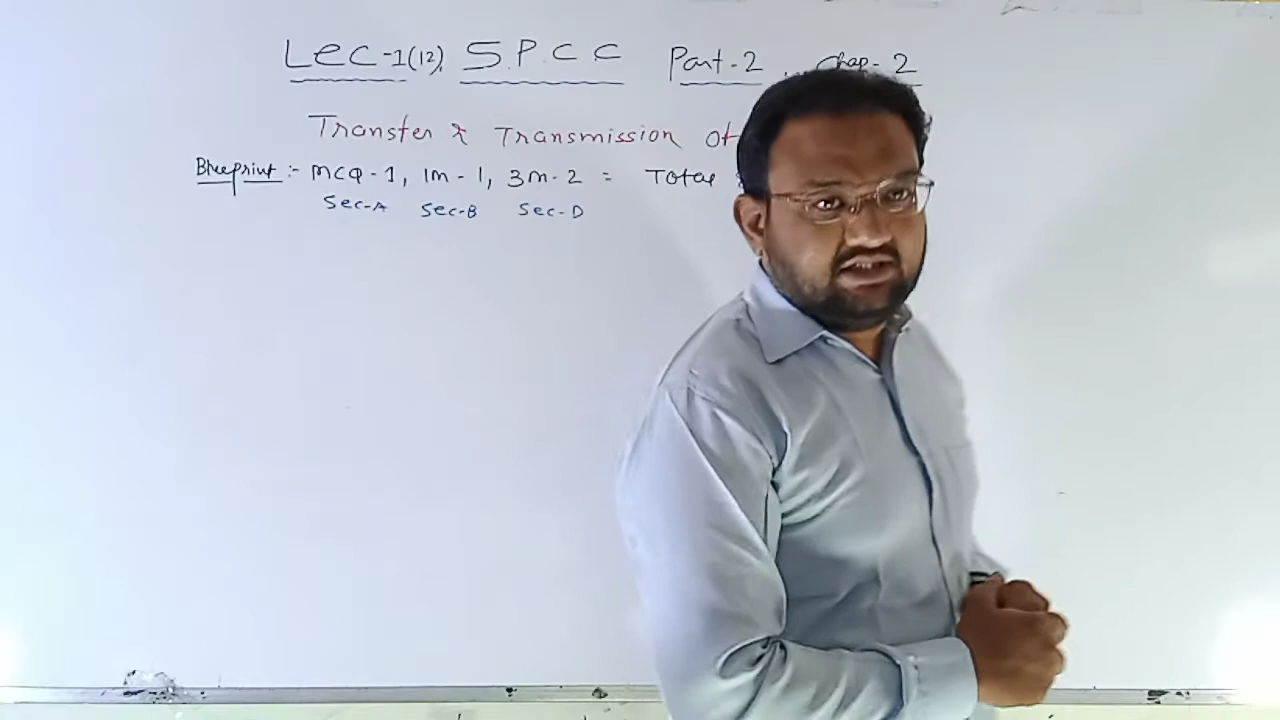 Lec-1(12), S.P.C.C Part-2, Chap-2
Transfer & Transmission of
Blueprint :- MCQ-1, 1m-1, 3m-2 = Total
Sec-A Sec-B Sec-D